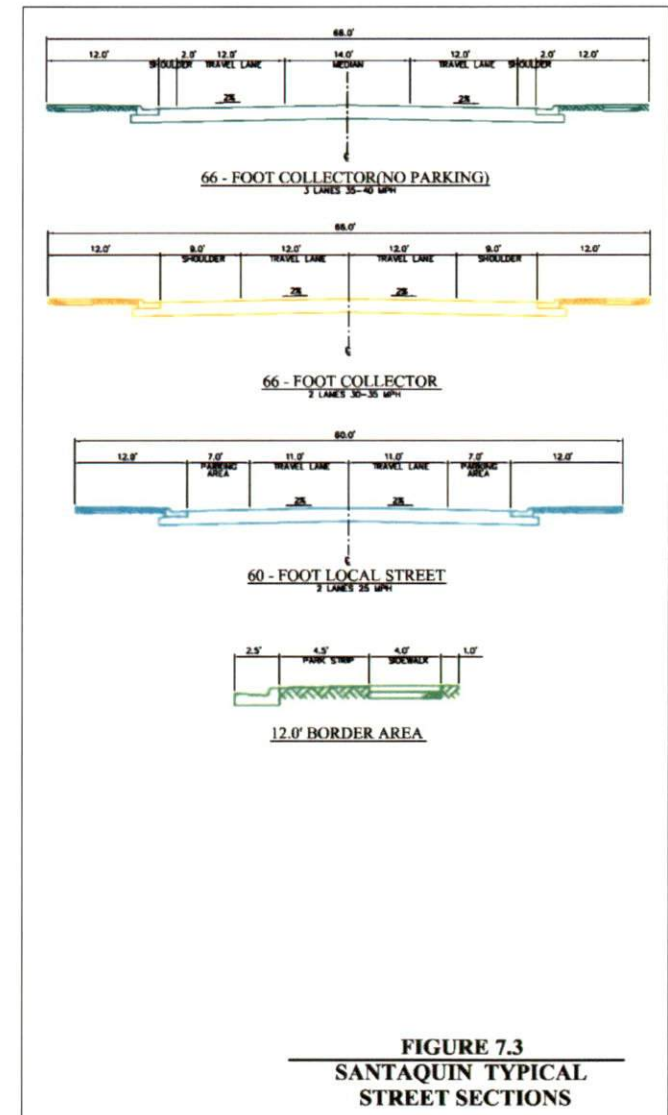 66.0'
12.0' 2.0' 12.0' 14.0' 12.0' 2.0' 12.0'
SHOULDER TRAVEL LANE MEDIAN TRAVEL LANE SHOULDER
2% 2%
66 - FOOT COLLECTOR(NO PARKING)
3 LANES 35-40 MPH
66.0'
12.0' 9.0' 12.0' 12.0' 9.0' 12.0'
SHOULDER TRAVEL LANE TRAVEL LANE SHOULDER
2% 2%
66 - FOOT COLLECTOR
2 LANES 30-35 MPH
60.0'
12.0' 7.0' 11.0' 11.0' 7.0' 12.0'
PARKING TRAVEL LANE TRAVEL LANE PARKING
AREA AREA
2% 2%
60 - FOOT LOCAL STREET
2 LANES 25 MPH
2.5' 4.5' 4.0' 1.0'
PARK STRIP SIDEWALK
12.0' BORDER AREA
FIGURE 7.3
SANTAQUIN TYPICAL
STREET SECTIONS